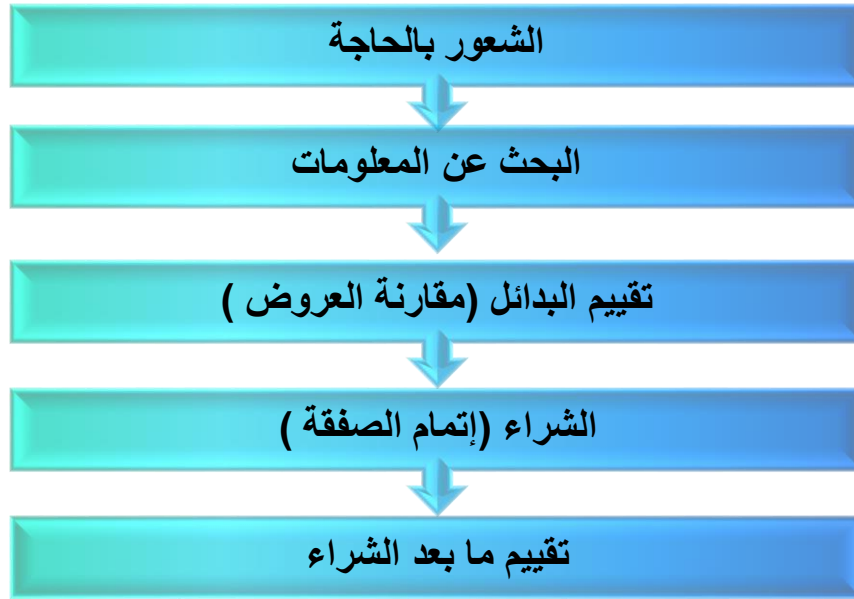 الشعور بالحاجة
البحث عن المعلومات
تقييم البدائل (مقارنة العروض )
الشراء (إتمام الصفقة )
تقييم ما بعد الشراء